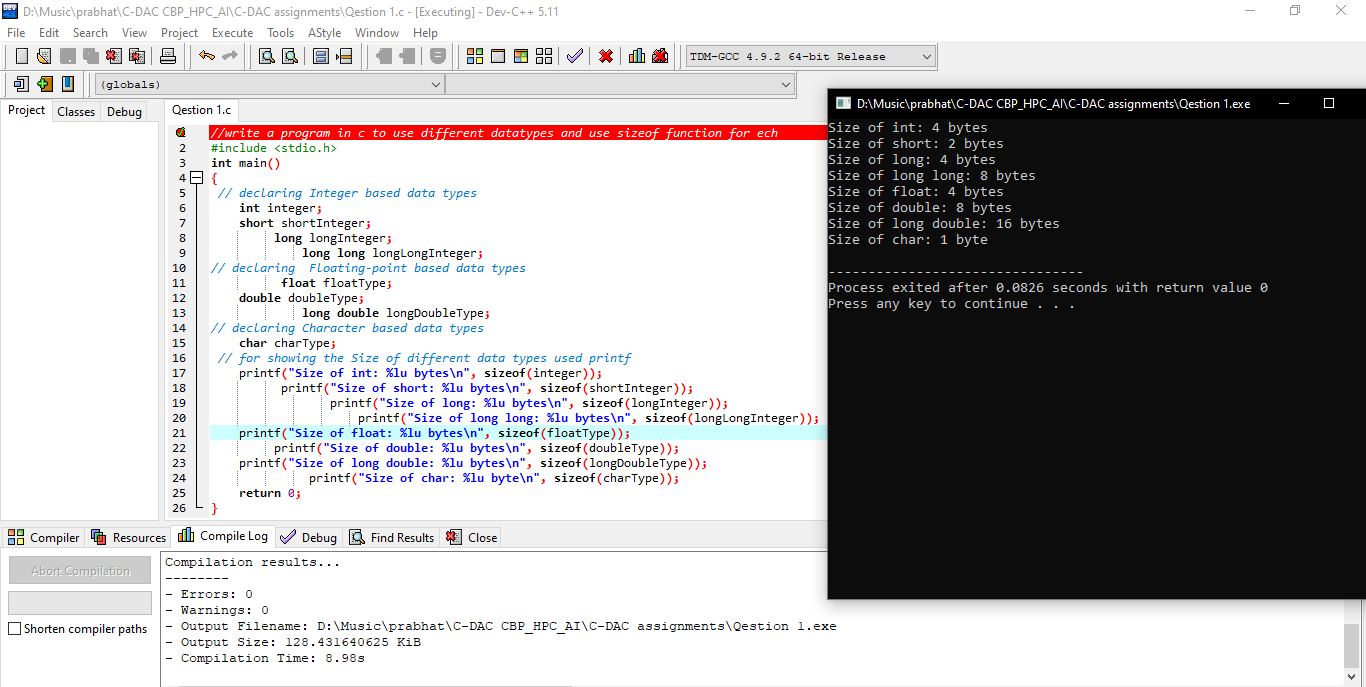 D:\Music\prabhat\C-DAC CBP_HPC_AI\C-DAC assignments\Qestion 1.c - [Executing] - Dev-C++ 5.11
File Edit Search View Project Execute Tools AStyle Window Help
TDM-GCC 4.9.2 64-bit Release
(globals)
Project Classes Debug
Qestion 1.c
//write a program in c to use different datatypes and use sizeof function for ech
2 #include <stdio.h>
3 int main()
4 {
5 // declaring Integer based data types
6 int integer;
7 short shortInteger;
8 long longInteger;
9 long long longLongInteger;
10 // declaring  Floating-point based data types
11 float floatType;
12 double doubleType;
13 long double longDoubleType;
14 // declaring Character based data types
15 char charType;
16 // for showing the Size of different data types used printf
17 printf("Size of int: %lu bytes\n", sizeof(integer));
18 printf("Size of short: %lu bytes\n", sizeof(shortInteger));
19 printf("Size of long: %lu bytes\n", sizeof(longInteger));
20 printf("Size of long long: %lu bytes\n", sizeof(longLongInteger));
21 printf("Size of float: %lu bytes\n", sizeof(floatType));
22 printf("Size of double: %lu bytes\n", sizeof(doubleType));
23 printf("Size of long double: %lu bytes\n", sizeof(longDoubleType));
24 printf("Size of char: %lu byte\n", sizeof(charType));
25 return 0;
26 }
D:\Music\prabhat\C-DAC CBP_HPC_AI\C-DAC assignments\Qestion 1.exe
Size of int: 4 bytes
Size of short: 2 bytes
Size of long: 4 bytes
Size of long long: 8 bytes
Size of float: 4 bytes
Size of double: 8 bytes
Size of long double: 16 bytes
Size of char: 1 byte
--------------------------------
Process exited after 0.0826 seconds with return value 0
Press any key to continue . . .
Compiler Resources Compile Log Debug Find Results Close
Abort Compilation
Shorten compiler paths
Compilation results...
--------
- Errors: 0
- Warnings: 0
- Output Filename: D:\Music\prabhat\C-DAC CBP_HPC_AI\C-DAC assignments\Qestion 1.exe
- Output Size: 128.431640625 KiB
- Compilation Time: 8.98s